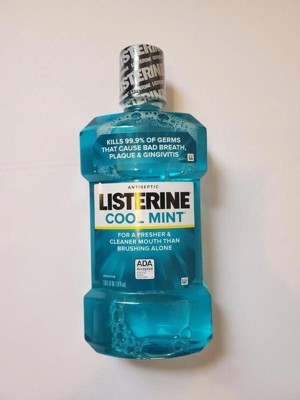 LISTERINE
KILLS 99.9% OF GERMS
THAT CAUSE BAD BREATH,
PLAQUE & GINGIVITIS
ANTISEPTIC
LISTERINE
COOL MINT
FOR A FRESHER &
CLEANER MOUTH THAN
BRUSHING ALONE
ADA
Accepted